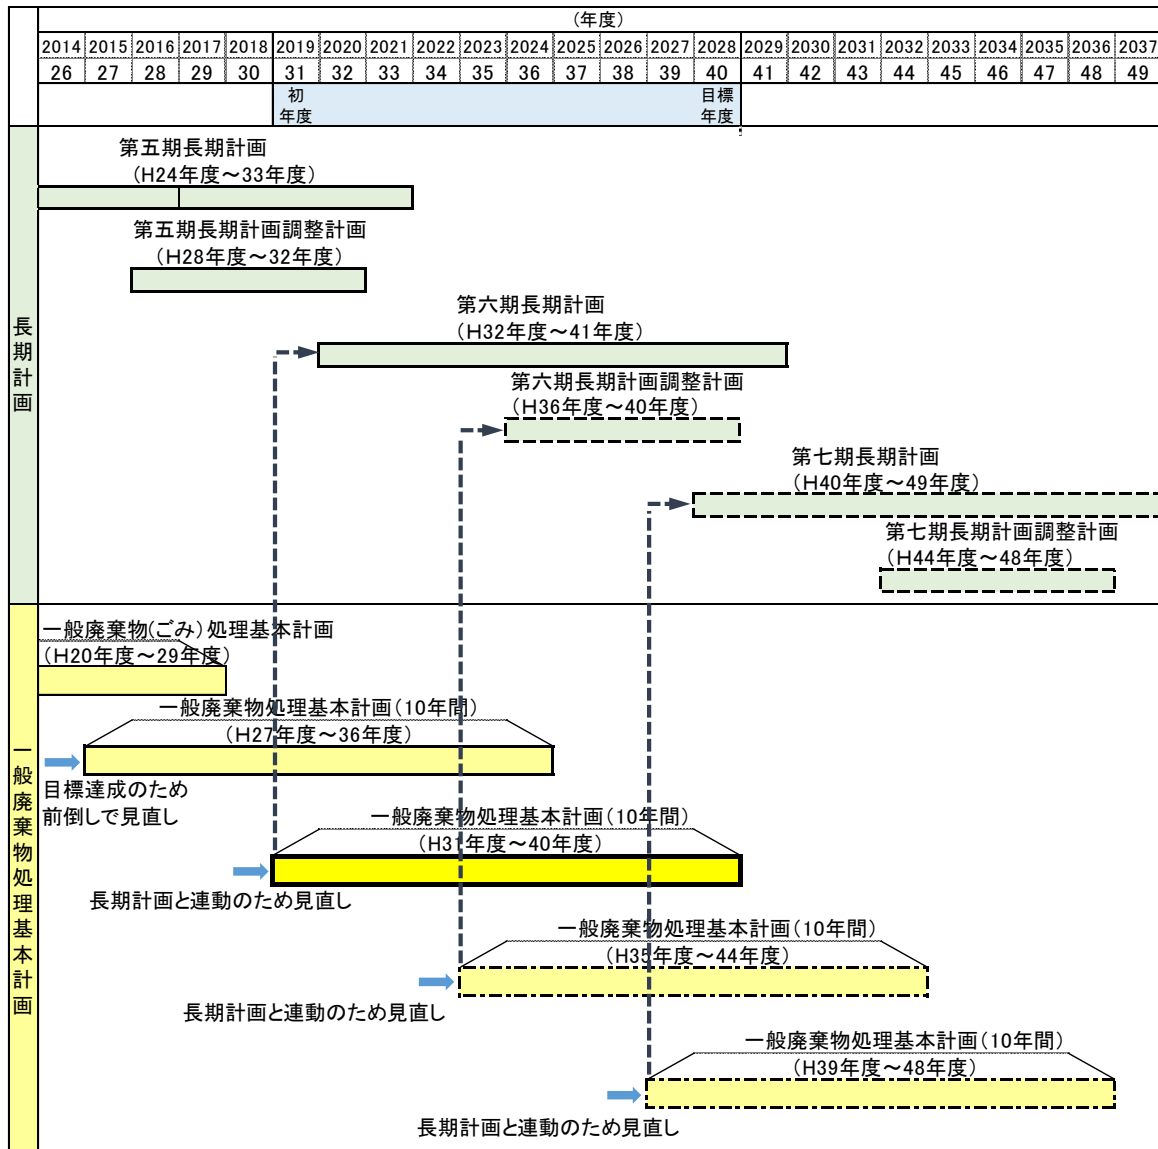 (年度)
2014 2015 2016 2017 2018 2019 2020 2021 2022 2023 2024 2025 2026 2027 2028 2029 2030 2031 2032 2033 2034 2035 2036 2037
26 27 28 29 30 31 32 33 34 35 36 37 38 39 40 41 42 43 44 45 46 47 48 49
初年度 目標年度
長期計画
第五期長期計画
(H24年度～33年度)
第五期長期計画調整計画
(H28年度～32年度)
第六期長期計画
(H32年度～41年度)
第六期長期計画調整計画
(H36年度～40年度)
第七期長期計画
(H40年度～49年度)
第七期長期計画調整計画
(H44年度～48年度)
一般廃棄物処理基本計画
一般廃棄物(ごみ)処理基本計画
(H20年度～29年度)
一般廃棄物処理基本計画(10年間)
(H27年度～36年度)
目標達成のため
前倒しで見直し
一般廃棄物処理基本計画(10年間)
(H31年度～40年度)
長期計画と連動のため見直し
一般廃棄物処理基本計画(10年間)
(H35年度～44年度)
長期計画と連動のため見直し
一般廃棄物処理基本計画(10年間)
(H39年度～48年度)
長期計画と連動のため見直し